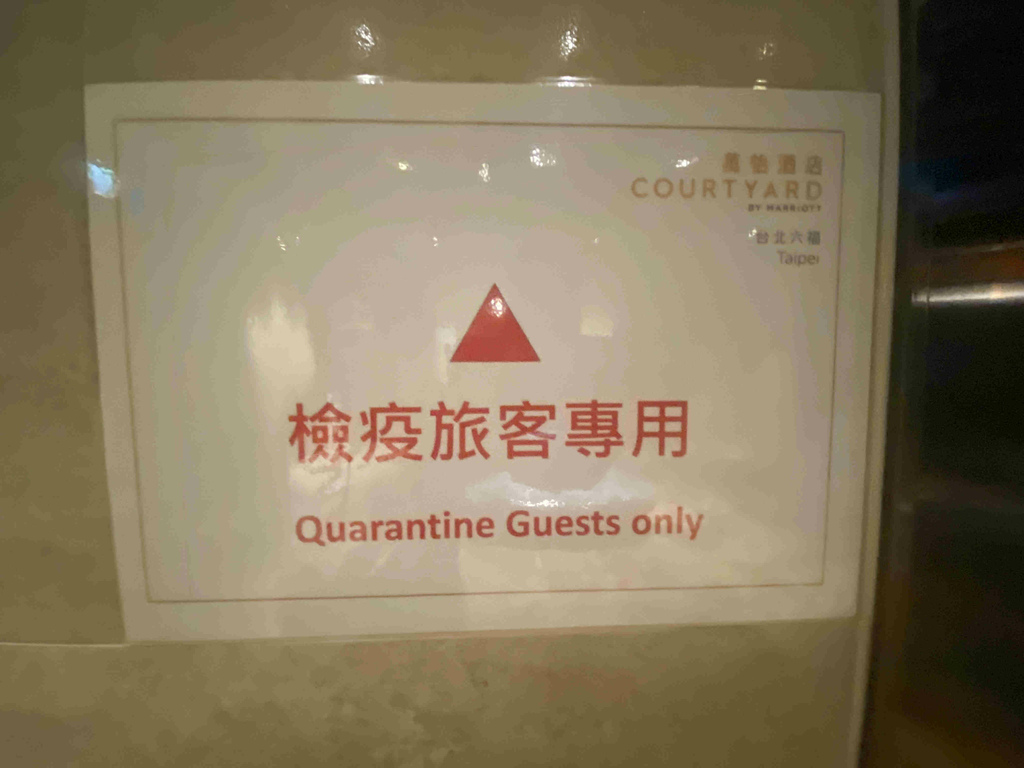 萬怡酒店
COURTYARD
BY MARRIOTT
台北六福
Taipei
檢疫旅客專用
Quarantine Guests only